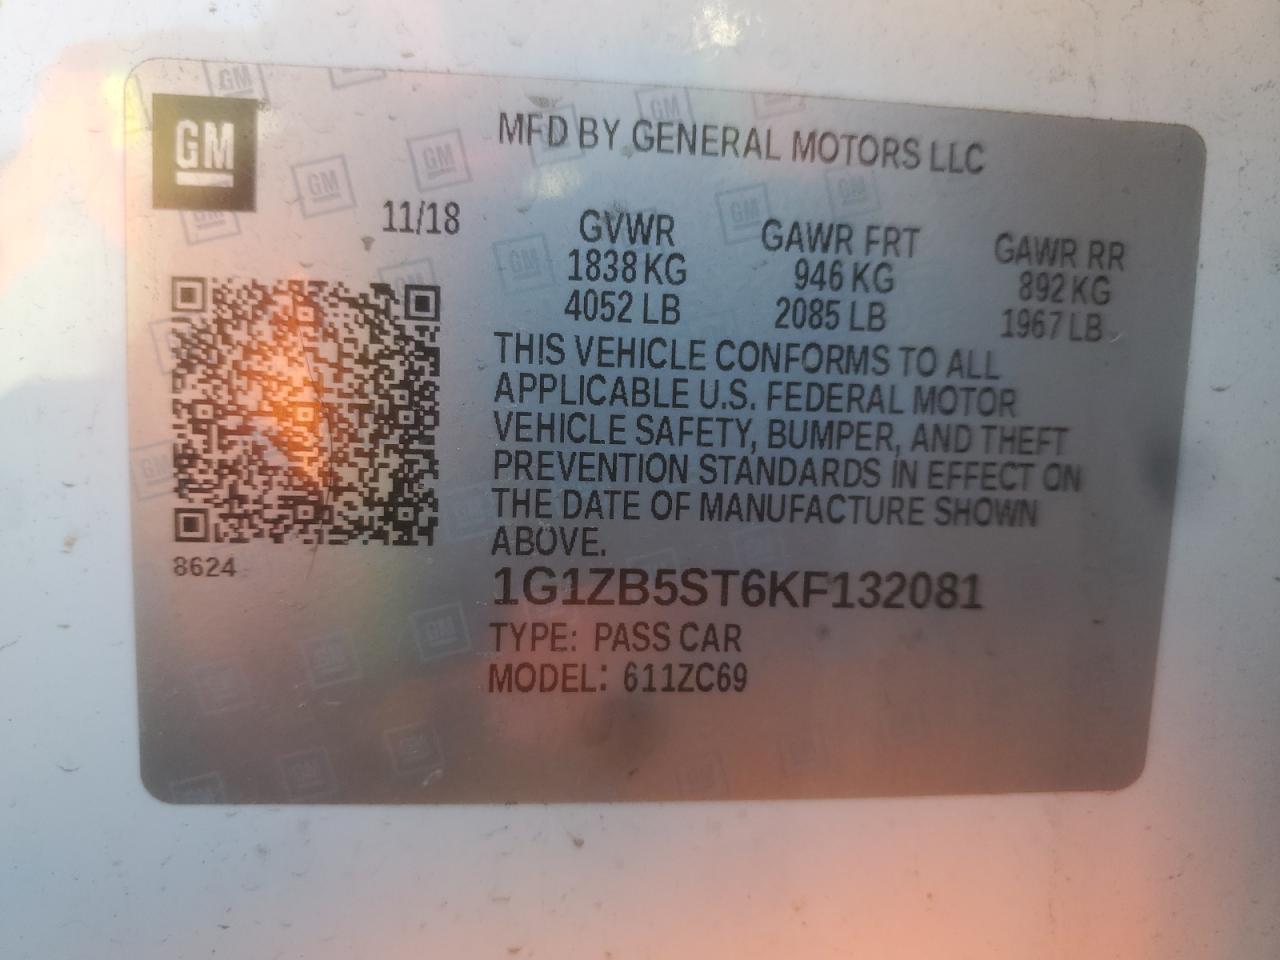 GM
MFD BY GENERAL MOTORS LLC
11/18
GVWR GAWR FRT GAWR RR
1838 KG 946 KG 892 KG
4052 LB 2085 LB 1967 LB
THIS VEHICLE CONFORMS TO ALL
APPLICABLE U.S. FEDERAL MOTOR
VEHICLE SAFETY, BUMPER, AND THEFT
PREVENTION STANDARDS IN EFFECT ON
THE DATE OF MANUFACTURE SHOWN
ABOVE.
8624
1G1ZB5ST6KF132081
TYPE: PASS CAR
MODEL: 611ZC69